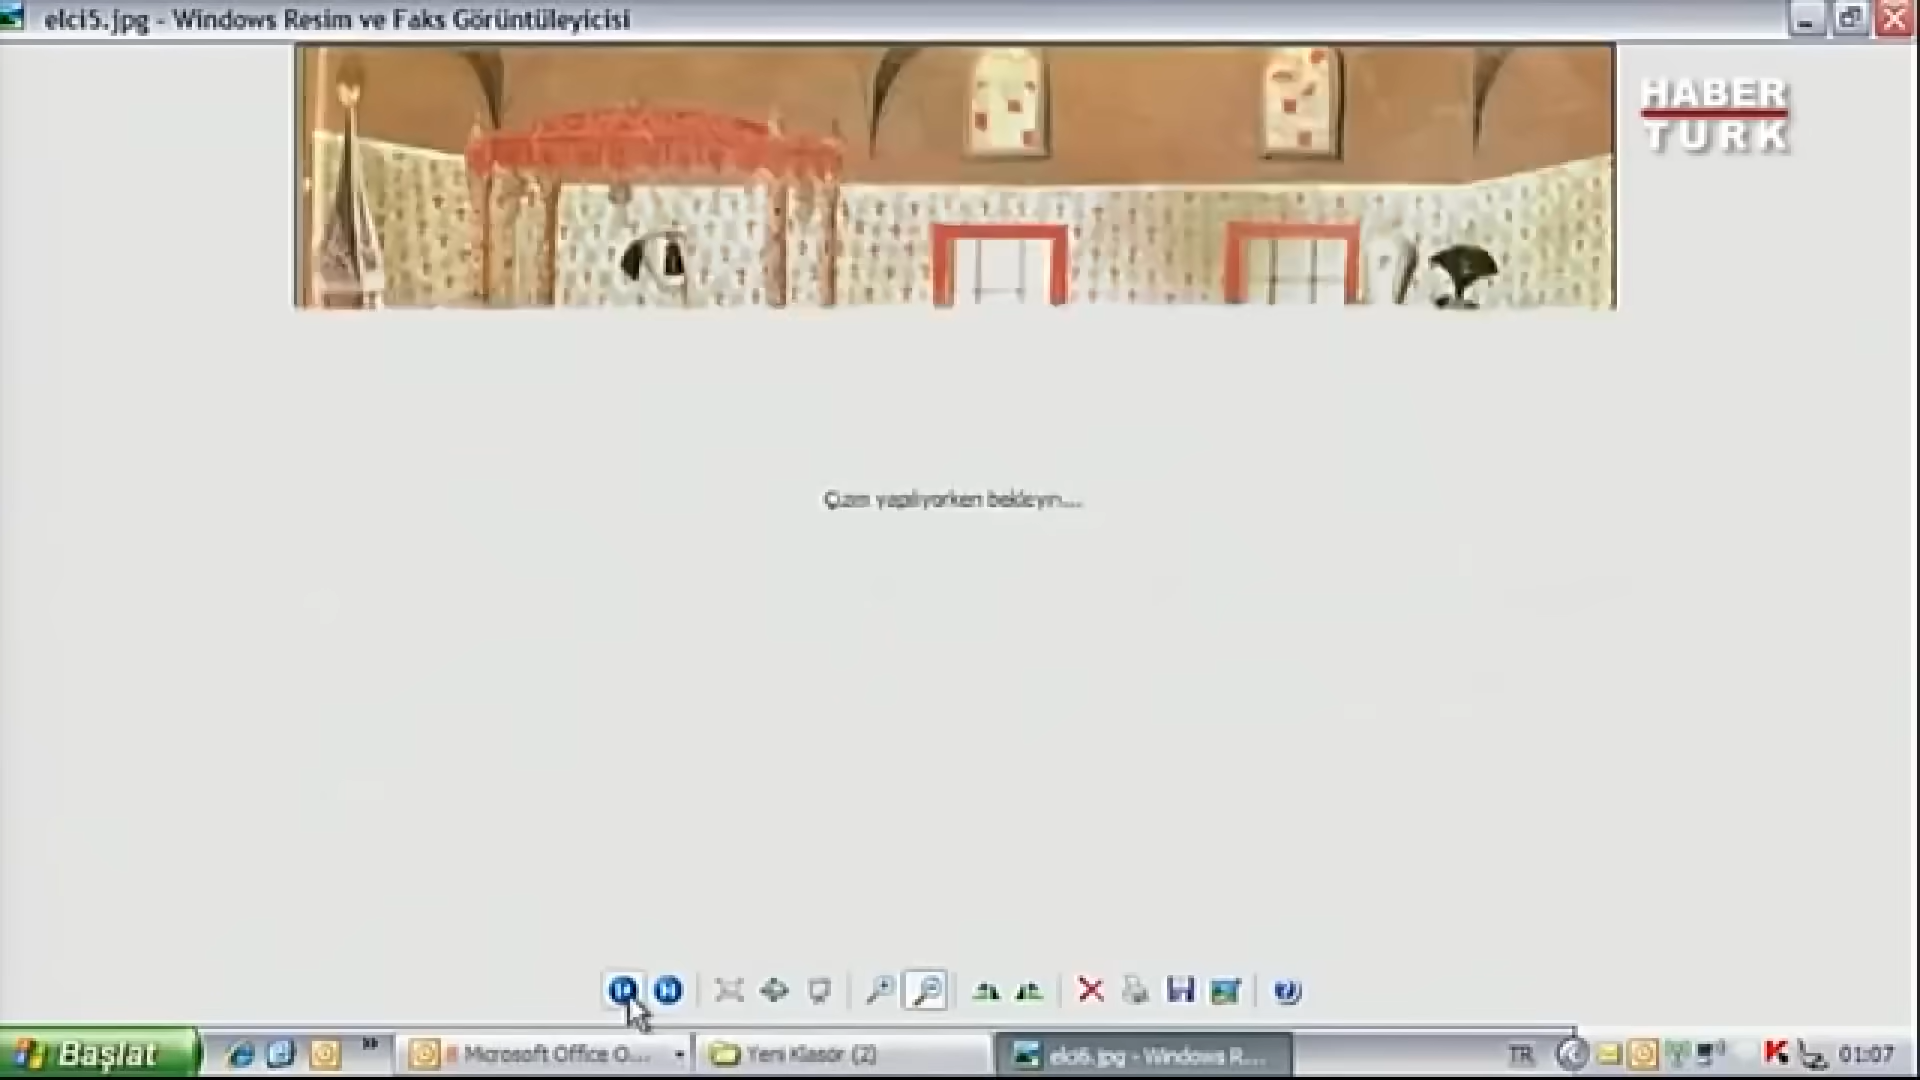 elci5.jpg - Windows Resim ve Faks Görüntüleyicisi
HABER
TURK
Çizim yapılıyorken bekleyin...
Başlat
8 Microsoft Office O...
Yeni Klasör (2)
elci6.jpg - Windows R...
TR
01:07